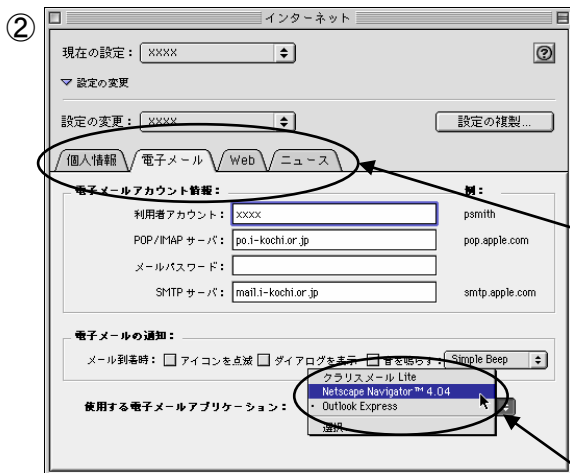 ②
インターネット
現在の設定： xxxx
設定の変更
設定の変更： xxxx 設定の複製...
個人情報 電子メール Web ニュース
電子メールアカウント情報： 例：
利用者アカウント： xxxx psmith
POP/IMAP サーバ： po.i-kochi.or.jp pop.apple.com
メールパスワード：
SMTP サーバ： mail.i-kochi.or.jp smtp.apple.com
電子メールの通知：
メール到着時： アイコンを点滅 ダイアログを表示 音を鳴らす： Simple Beep
クラリスメール Lite
Netscape Navigator™ 4.04
使用する電子メールアプリケーション： • Outlook Express
選択